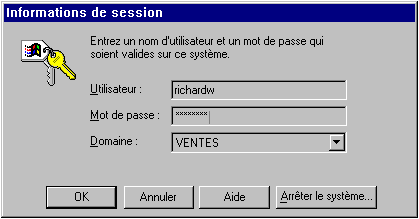 Informations de session
Entrez un nom d'utilisateur et un mot de passe qui
soient valides sur ce système.
Utilisateur : richardw
Mot de passe : ********
Domaine : VENTES
OK Annuler Aide Arrêter le système...